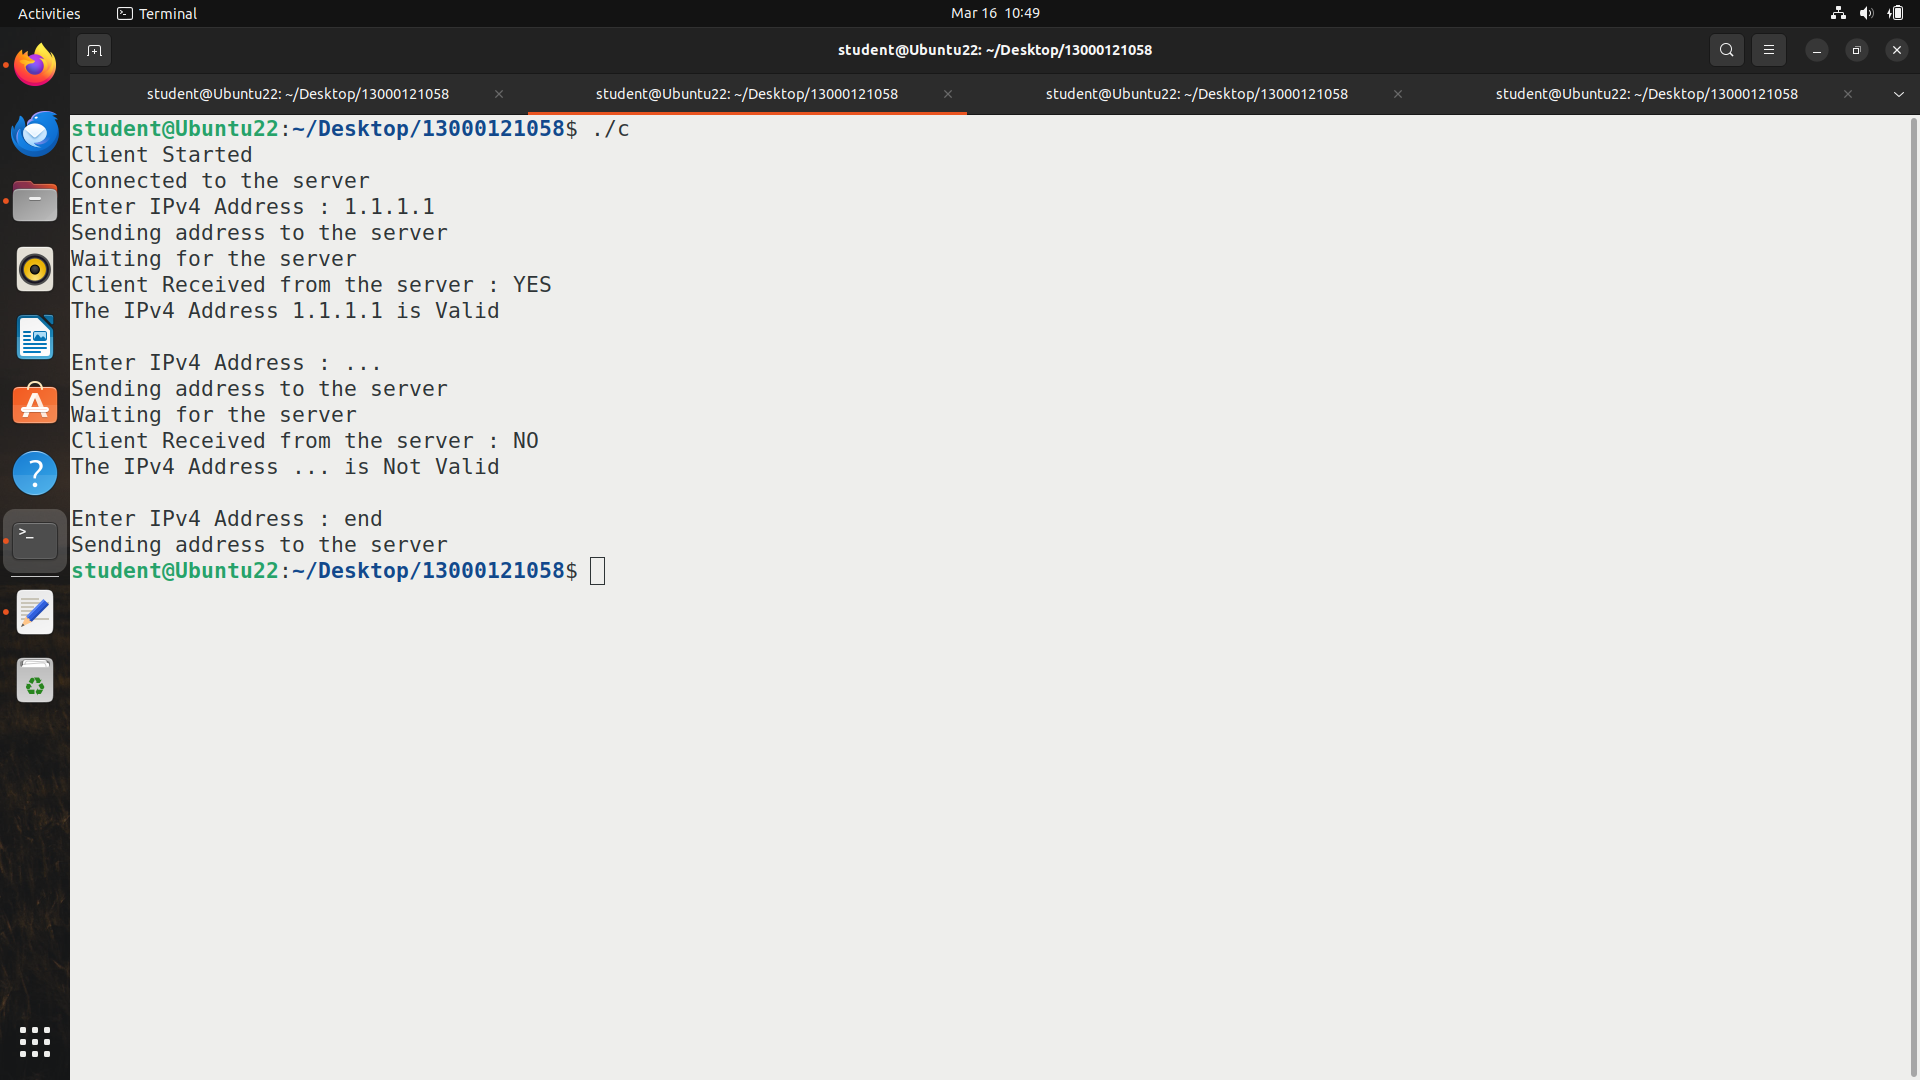 Activities Terminal Mar 16 10:49
student@Ubuntu22: ~/Desktop/13000121058
student@Ubuntu22: ~/Desktop/13000121058 student@Ubuntu22: ~/Desktop/13000121058 student@Ubuntu22: ~/Desktop/13000121058 student@Ubuntu22: ~/Desktop/13000121058
student@Ubuntu22:~/Desktop/13000121058$ ./c
Client Started
Connected to the server
Enter IPv4 Address : 1.1.1.1
Sending address to the server
Waiting for the server
Client Received from the server : YES
The IPv4 Address 1.1.1.1 is Valid

Enter IPv4 Address : ...
Sending address to the server
Waiting for the server
Client Received from the server : NO
The IPv4 Address ... is Not Valid

Enter IPv4 Address : end
Sending address to the server
student@Ubuntu22:~/Desktop/13000121058$